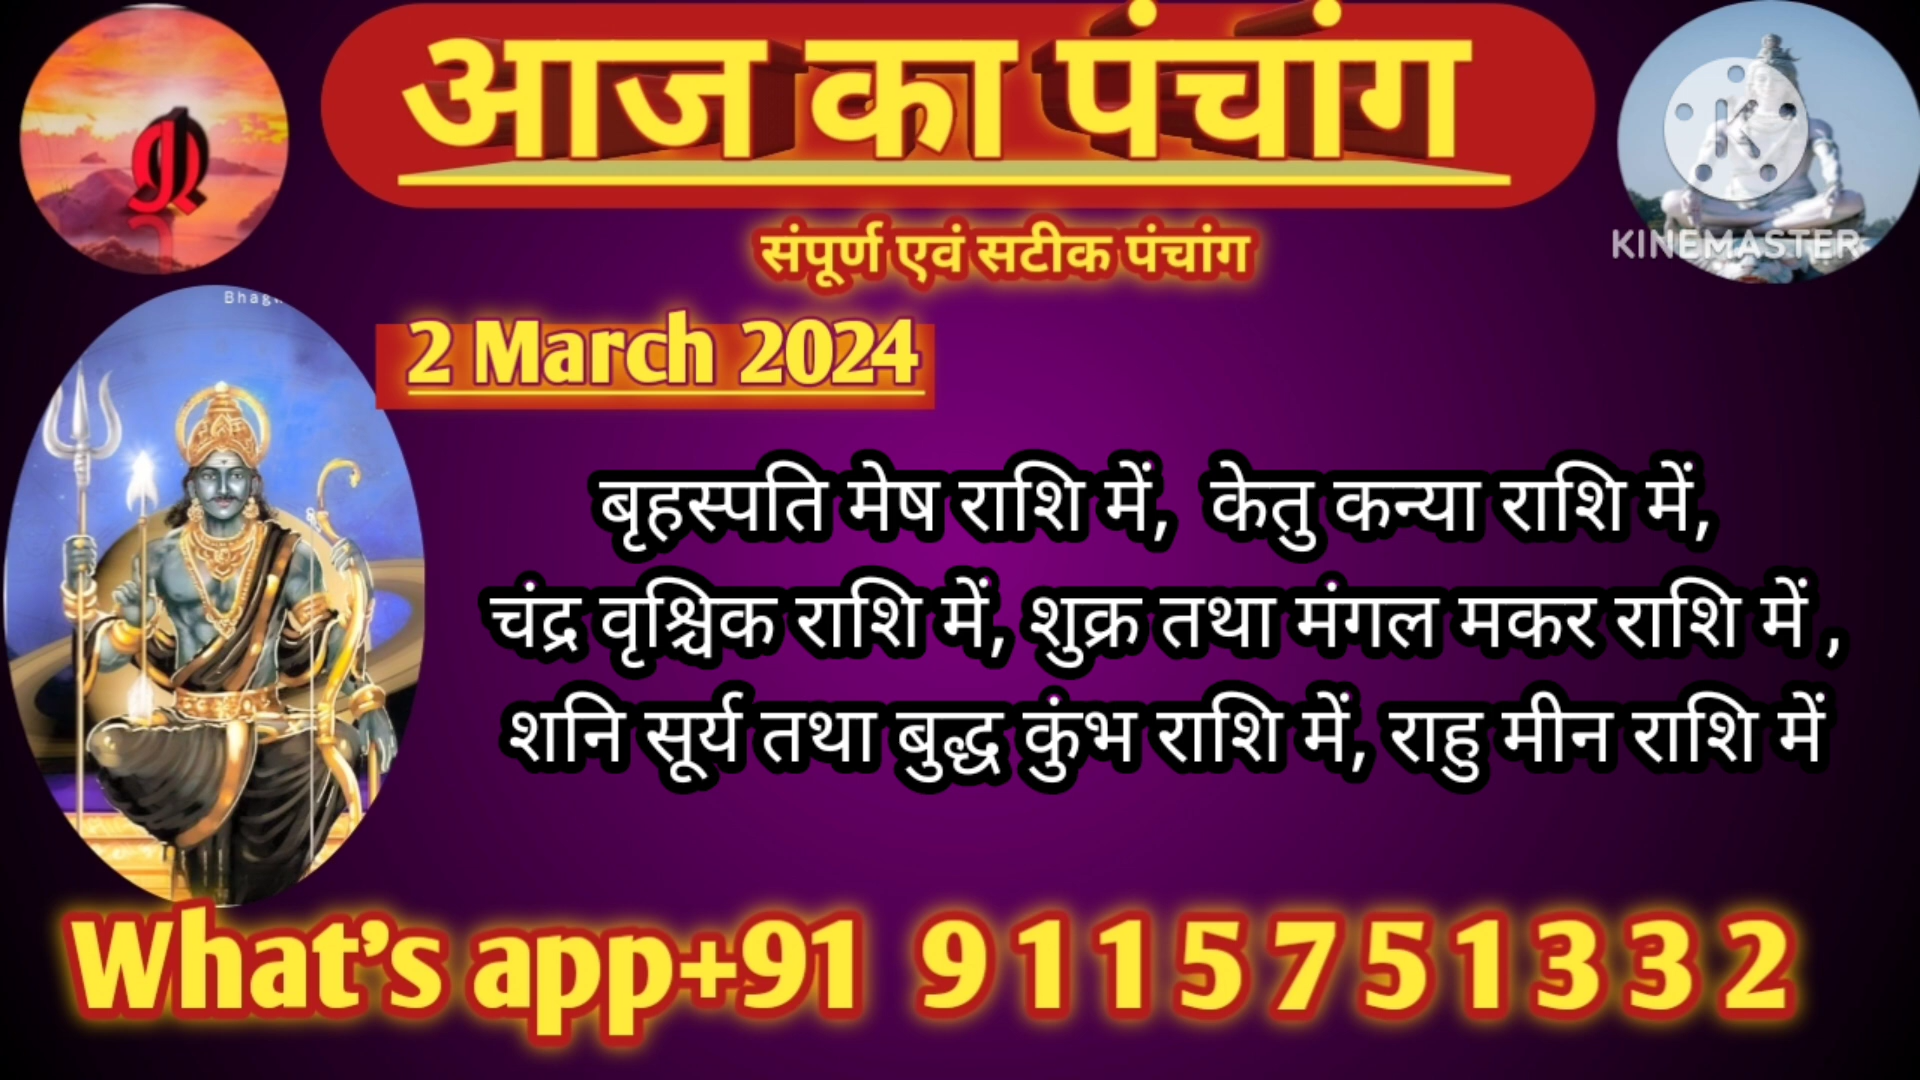 आज का पंचांग
KINEMASTER
संपूर्ण एवं सटीक पंचांग
2 March 2024
बृहस्पति मेष राशि में, केतु कन्या राशि में,
चंद्र वृश्चिक राशि में, शुक्र तथा मंगल मकर राशि में ,
शनि सूर्य तथा बुद्ध कुंभ राशि में, राहु मीन राशि में
What's app+91 9115751332